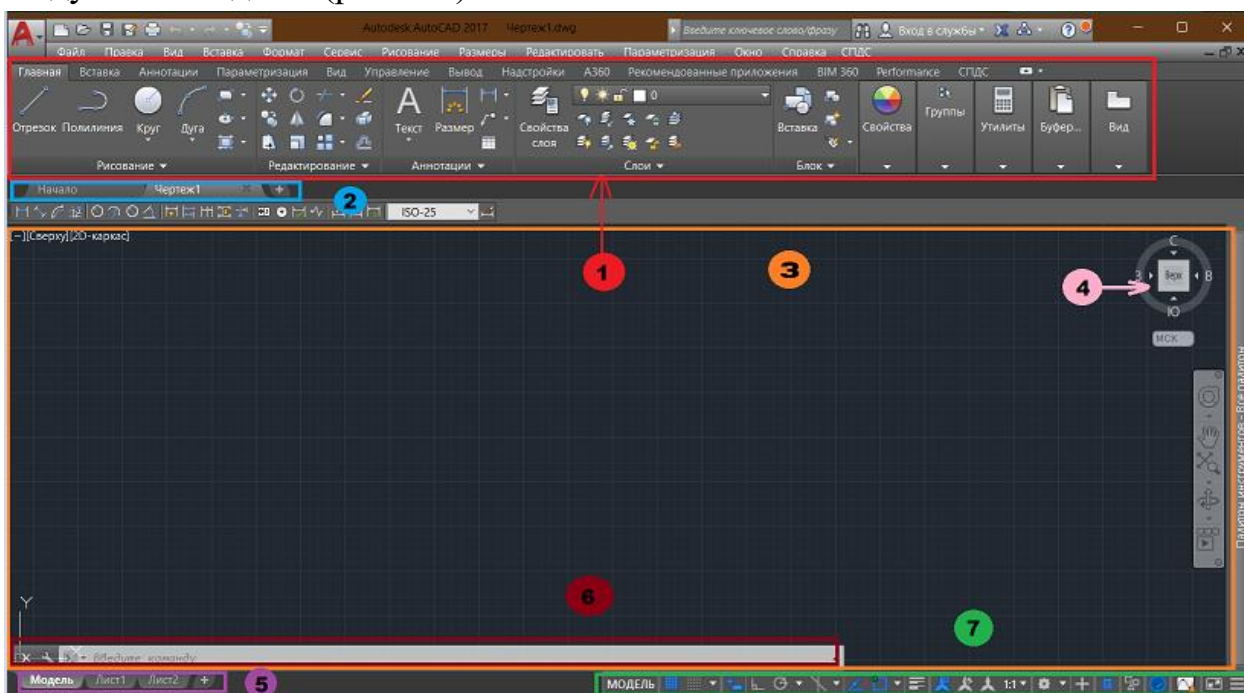 Autodesk AutoCAD 2017 Чертеж1.dwg Введите ключевое слово/фразу Вход в службы
Файл Правка Вид Вставка Формат Сервис Рисование Размеры Редактировать Параметризация Окно Справка СПДС
Главная Вставка Аннотации Параметризация Вид Управление Вывод Надстройки A360 Рекомендованные приложения BIM 360 Performance СПДС
Отрезок Полилиния Круг Дуга Текст Размер Свойства слоя 0 Вставка Свойства Группы Утилиты Буфер... Вид
Рисование Редактирование Аннотации Слои Блок
Начало Чертеж1
2
ISO-25
[−][Сверху][2D-каркас]
1
3
4
С
З Верх В
Ю
МСК
Палитры инструментов - Все палитры
6
7
Y
X
Введите команду
Модель Лист1 Лист2 +
5
МОДЕЛЬ 1:1